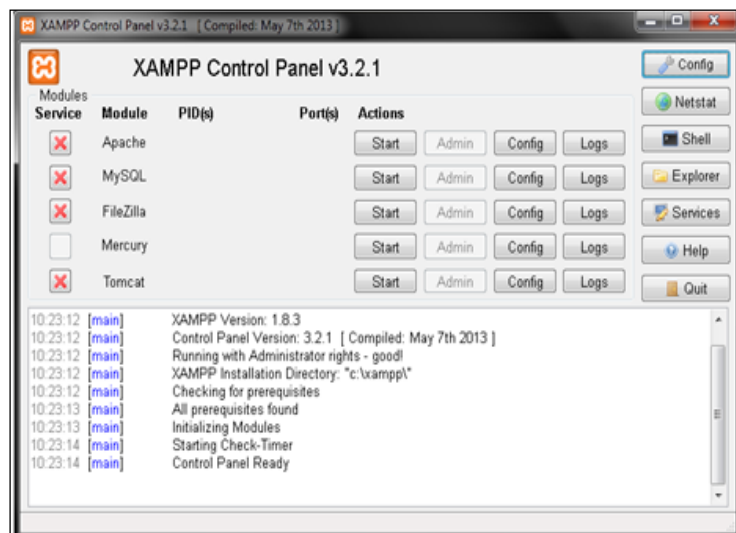 XAMPP Control Panel v3.2.1 [ Compiled: May 7th 2013 ]
XAMPP Control Panel v3.2.1
Config
Modules
Service Module PID(s) Port(s) Actions
Netstat
Apache Start Admin Config Logs
Shell
MySQL Start Admin Config Logs
Explorer
FileZilla Start Admin Config Logs
Services
Mercury Start Admin Config Logs
Help
Tomcat Start Admin Config Logs
Quit
10:23:12 [main] XAMPP Version: 1.8.3
10:23:12 [main] Control Panel Version: 3.2.1 [ Compiled: May 7th 2013 ]
10:23:12 [main] Running with Administrator rights - good!
10:23:12 [main] XAMPP Installation Directory: "c:\xampp\"
10:23:12 [main] Checking for prerequisites
10:23:13 [main] All prerequisites found
10:23:13 [main] Initializing Modules
10:23:14 [main] Starting Check-Timer
10:23:14 [main] Control Panel Ready